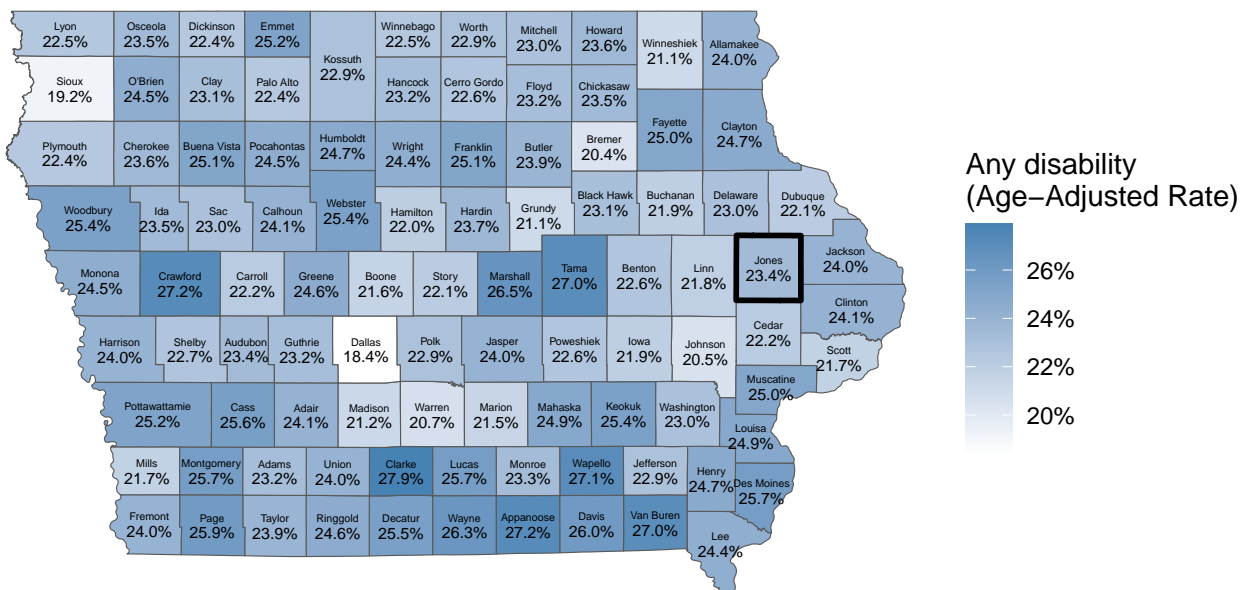 Lyon
22.5%
Osceola
23.5%
Dickinson
22.4%
Emmet
25.2%
Kossuth
22.9%
Winnebago
22.5%
Worth
22.9%
Mitchell
23.0%
Howard
23.6%
Winneshiek
21.1%
Allamakee
24.0%
Sioux
19.2%
O'Brien
24.5%
Clay
23.1%
Palo Alto
22.4%
Hancock
23.2%
Cerro Gordo
22.6%
Floyd
23.2%
Chickasaw
23.5%
Fayette
25.0%
Clayton
24.7%
Plymouth
22.4%
Cherokee
23.6%
Buena Vista
25.1%
Pocahontas
24.5%
Humboldt
24.7%
Wright
24.4%
Franklin
25.1%
Butler
23.9%
Bremer
20.4%
Woodbury
25.4%
Ida
23.5%
Sac
23.0%
Calhoun
24.1%
Webster
25.4%
Hamilton
22.0%
Hardin
23.7%
Grundy
21.1%
Black Hawk
23.1%
Buchanan
21.9%
Delaware
23.0%
Dubuque
22.1%
Monona
24.5%
Crawford
27.2%
Carroll
22.2%
Greene
24.6%
Boone
21.6%
Story
22.1%
Marshall
26.5%
Tama
27.0%
Benton
22.6%
Linn
21.8%
Jones
23.4%
Jackson
24.0%
Clinton
24.1%
Harrison
24.0%
Shelby
22.7%
Audubon
23.4%
Guthrie
23.2%
Dallas
18.4%
Polk
22.9%
Jasper
24.0%
Poweshiek
22.6%
Iowa
21.9%
Johnson
20.5%
Cedar
22.2%
Scott
21.7%
Muscatine
25.0%
Pottawattamie
25.2%
Cass
25.6%
Adair
24.1%
Madison
21.2%
Warren
20.7%
Marion
21.5%
Mahaska
24.9%
Keokuk
25.4%
Washington
23.0%
Louisa
24.9%
Mills
21.7%
Montgomery
25.7%
Adams
23.2%
Union
24.0%
Clarke
27.9%
Lucas
25.7%
Monroe
23.3%
Wapello
27.1%
Jefferson
22.9%
Henry
24.7%
Des Moines
25.7%
Fremont
24.0%
Page
25.9%
Taylor
23.9%
Ringgold
24.6%
Decatur
25.5%
Wayne
26.3%
Appanoose
27.2%
Davis
26.0%
Van Buren
27.0%
Lee
24.4%
Any disability
(Age−Adjusted Rate)
26%
24%
22%
20%